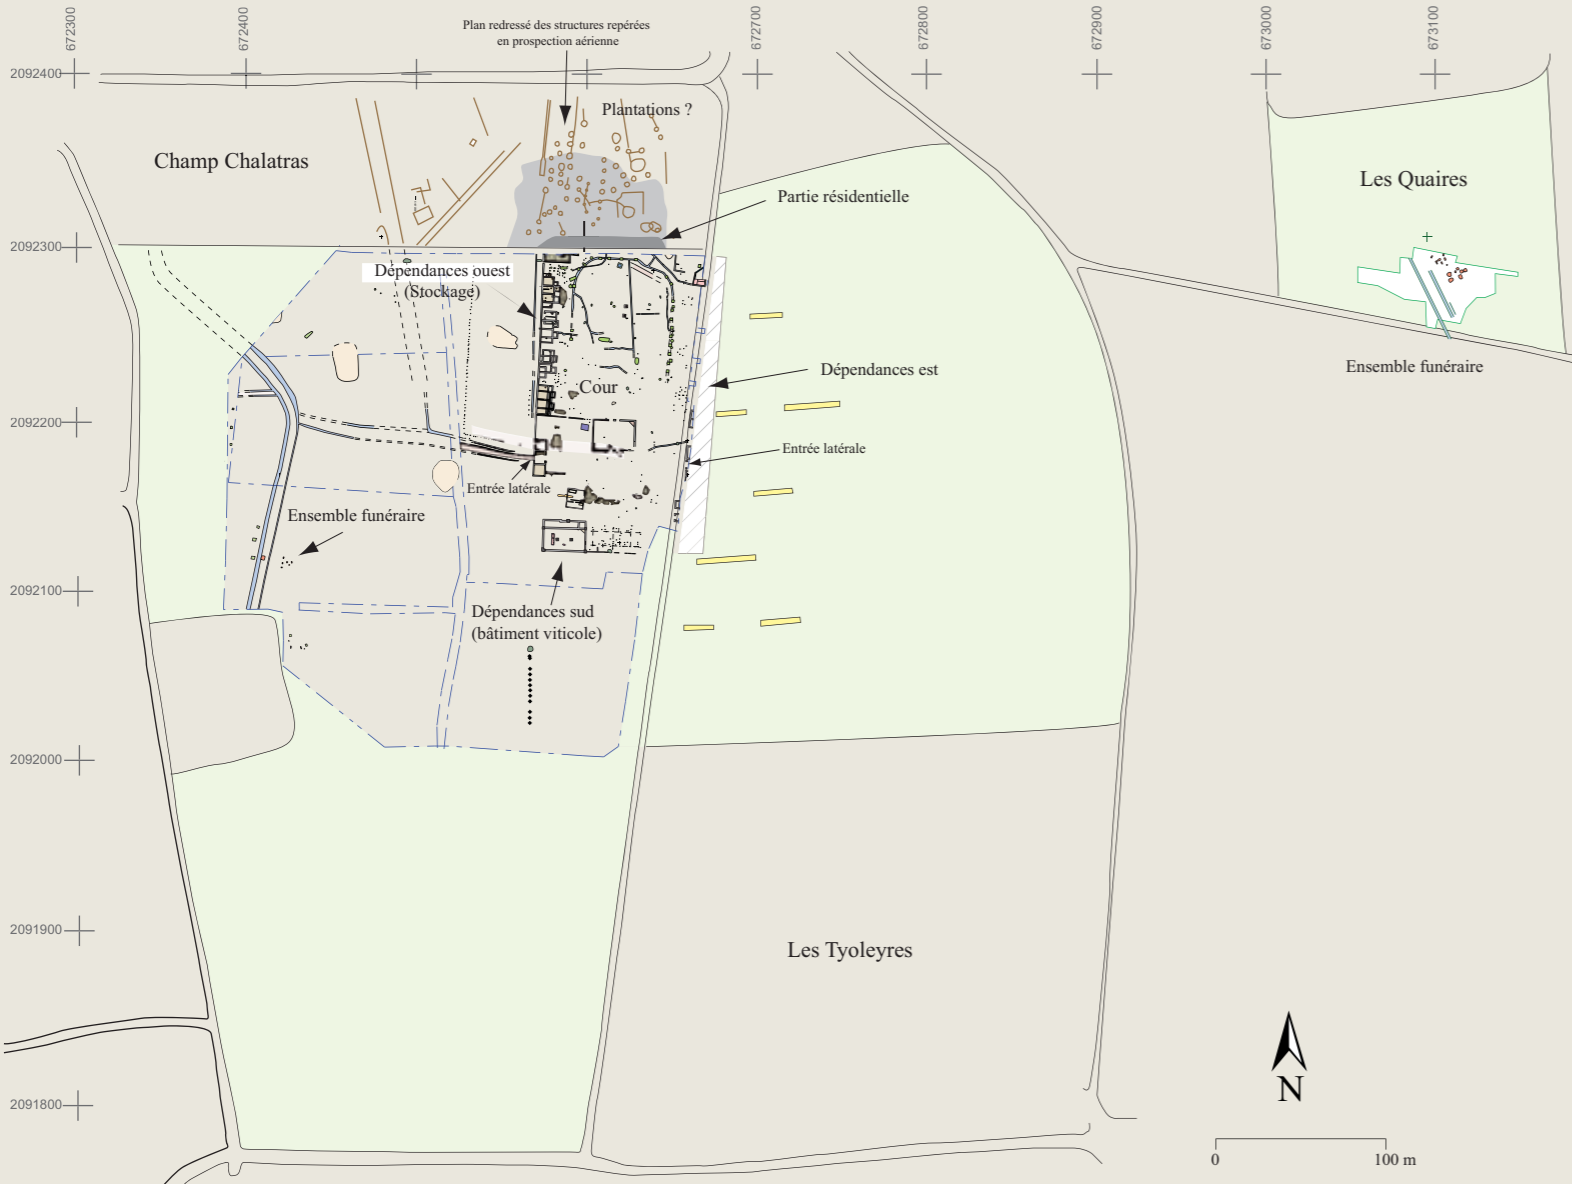 672300
672400
672700
672800
672900
673000
673100
Plan redressé des structures repérées
en prospection aérienne
2092400
Plantations ?
Champ Chalatras
Les Quaires
Partie résidentielle
2092300
Dépendances ouest
(Stockage)
Ensemble funéraire
Dépendances est
Cour
2092200
Entrée latérale
Entrée latérale
Ensemble funéraire
2092100
Dépendances sud
(bâtiment viticole)
2092000
2091900
Les Tyoleyres
N
2091800
0
100 m